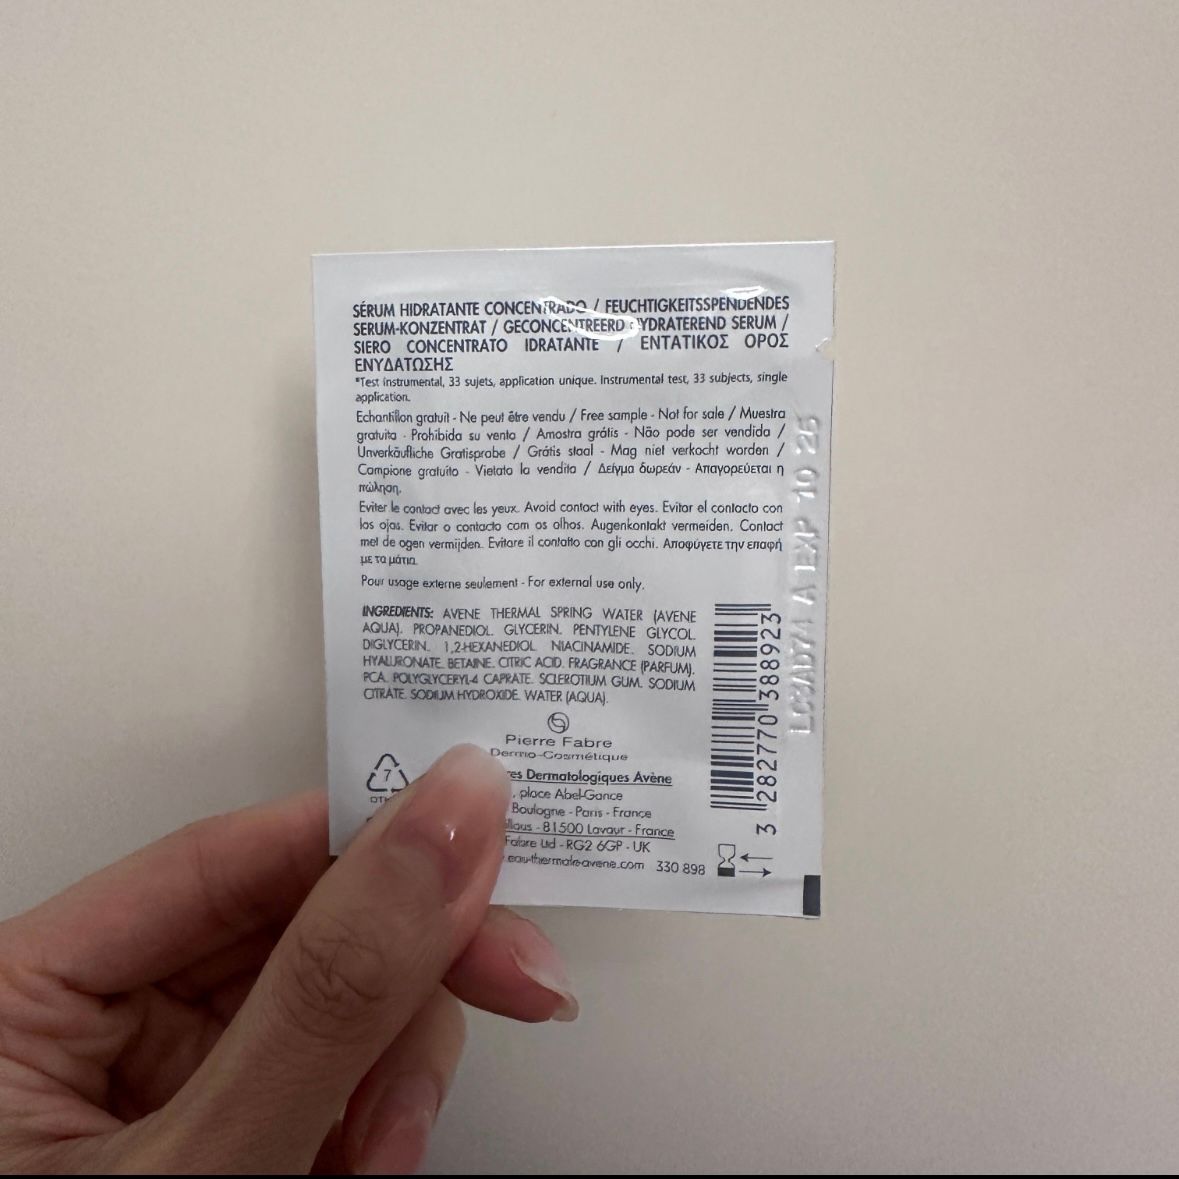 SÉRUM HIDRATANTE CONCENTRADO / FEUCHTIGKEITSSPENDENDES
SERUM-KONZENTRAT / GECONCENTREERD HYDRATEREND SERUM /
SIERO CONCENTRATO IDRATANTE / ΕΝΤΑΤΙΚΟΣ ΟΡΟΣ
ΕΝΥΔΑΤΩΣΗΣ
*Test instrumental, 33 sujets, application unique. Instrumental test, 33 subjects, single
application.
Echantillon gratuit - Ne peut être vendu / Free sample - Not for sale / Muestra
gratuita - Prohibida su venta / Amostra grátis - Não pode ser vendida /
Unverkäufliche Gratisprobe / Grátis staal - Mag niet verkocht worden /
Campione gratuito - Vietata la vendita / Δείγμα δωρεάν - Απαγορεύεται η
πώληση.
Eviter le contact avec les yeux. Avoid contact with eyes. Evitar el contacto con
los ojos. Evitar o contacto com os olhos. Augenkontakt vermeiden. Contact
met de ogen vermijden. Evitare il contatto con gli occhi. Αποφύγετε την επαφή
με τα μάτια.
Pour usage externe seulement - For external use only.
INGREDIENTS: AVENE THERMAL SPRING WATER (AVENE
AQUA). PROPANEDIOL. GLYCERIN. PENTYLENE GLYCOL.
DIGLYCERIN. 1,2-HEXANEDIOL. NIACINAMIDE. SODIUM
HYALURONATE. BETAINE. CITRIC ACID. FRAGRANCE (PARFUM).
PCA. POLYGLYCERYL-4 CAPRATE. SCLEROTIUM GUM. SODIUM
CITRATE. SODIUM HYDROXIDE. WATER (AQUA).
Pierre Fabre
Dermo-Cosmétique
res Dermatologiques Avène
, place Abel-Gance
Boulogne - Paris - France
- 81500 Lavaur - France
Fabre Ltd - RG2 6GP - UK
eau-thermale-avene.com 330 898
7
3 282770 388923
A EXP 10 25